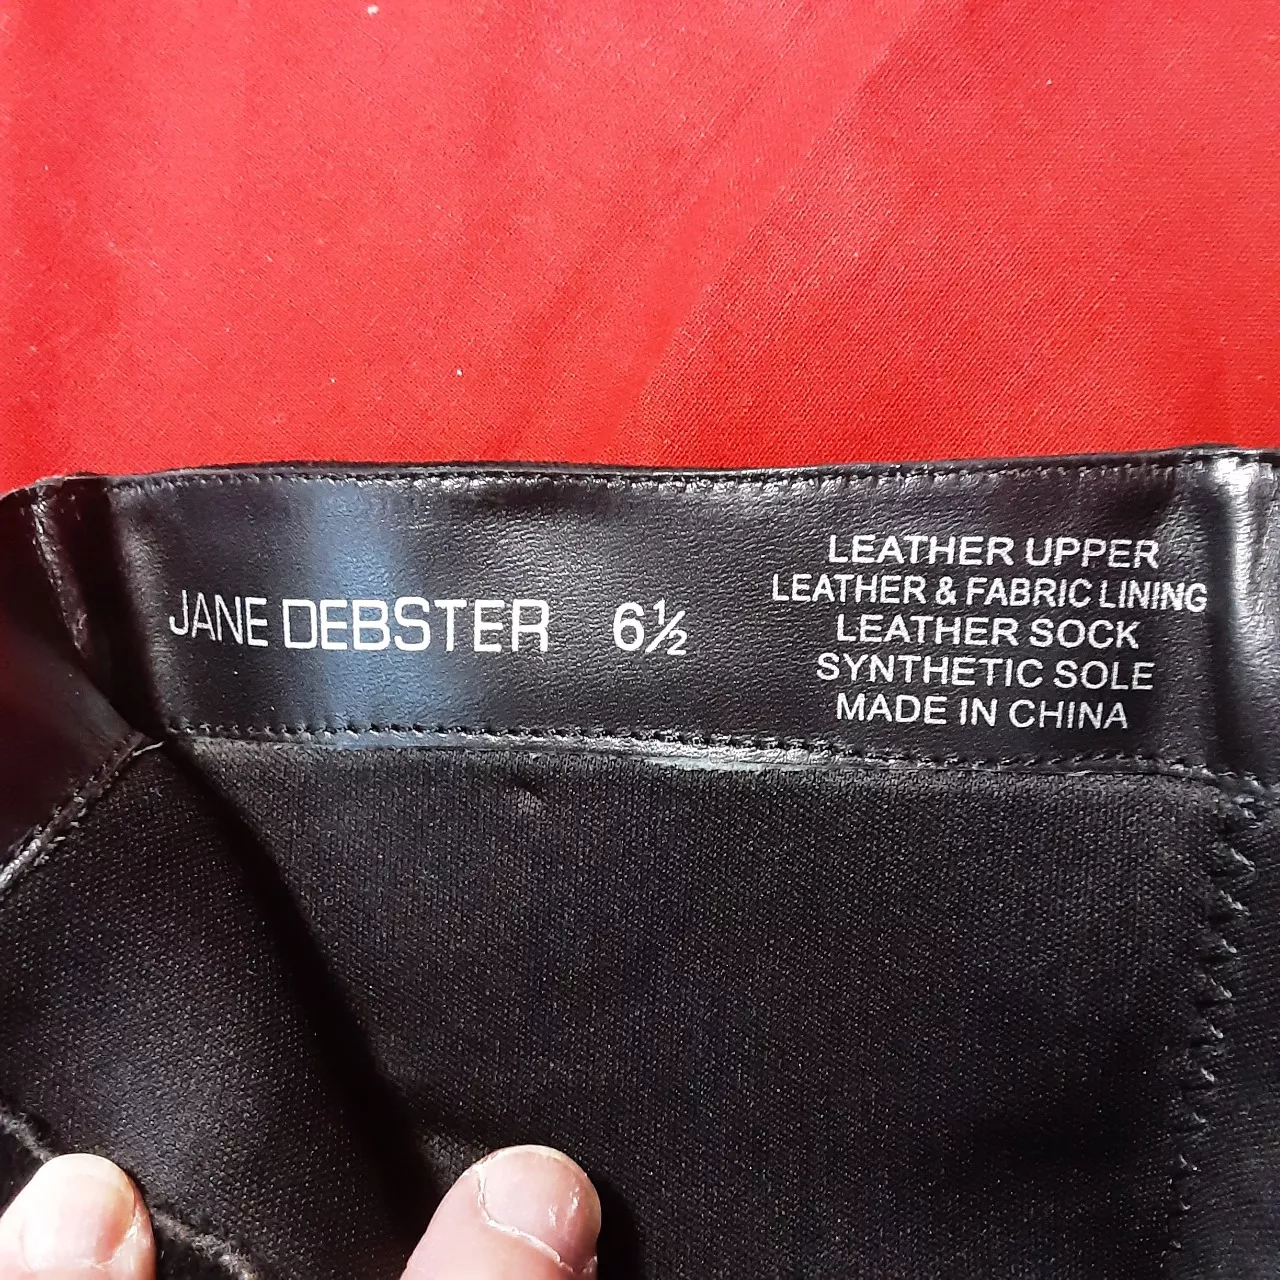 JANE DEBSTER 6½
LEATHER UPPER
LEATHER & FABRIC LINING
LEATHER SOCK
SYNTHETIC SOLE
MADE IN CHINA